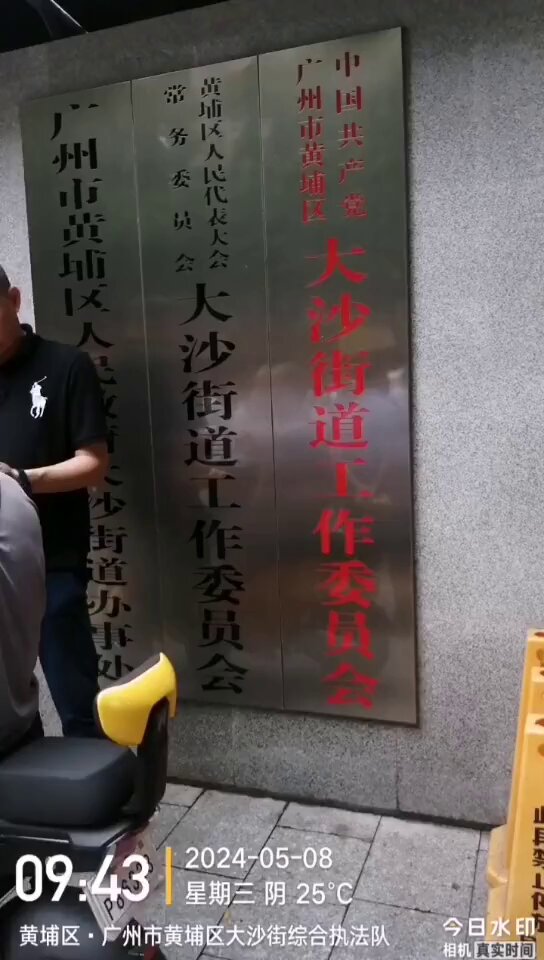 中国共产党
广州市黄埔区
大沙街道工作委员会
黄埔区人民代表大会
常务委员会
大沙街道工作委员会
广州市黄埔区人民政府大沙街道办事处
09:43
2024-05-08
星期三 阴 25°C
黄埔区·广州市黄埔区大沙街综合执法队
今日水印
相机 真实时间